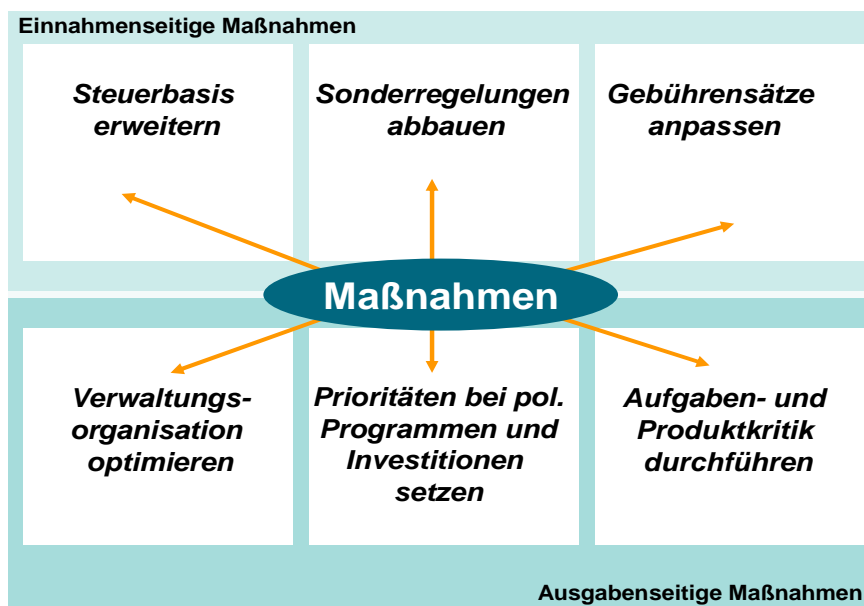 Einnahmenseitige Maßnahmen
Steuerbasis
erweitern
Sonderregelungen
abbauen
Gebührensätze
anpassen
Maßnahmen
Verwaltungs-
organisation
optimieren
Prioritäten bei pol.
Programmen und
Investitionen
setzen
Aufgaben- und
Produktkritik
durchführen
Ausgabenseitige Maßnahmen